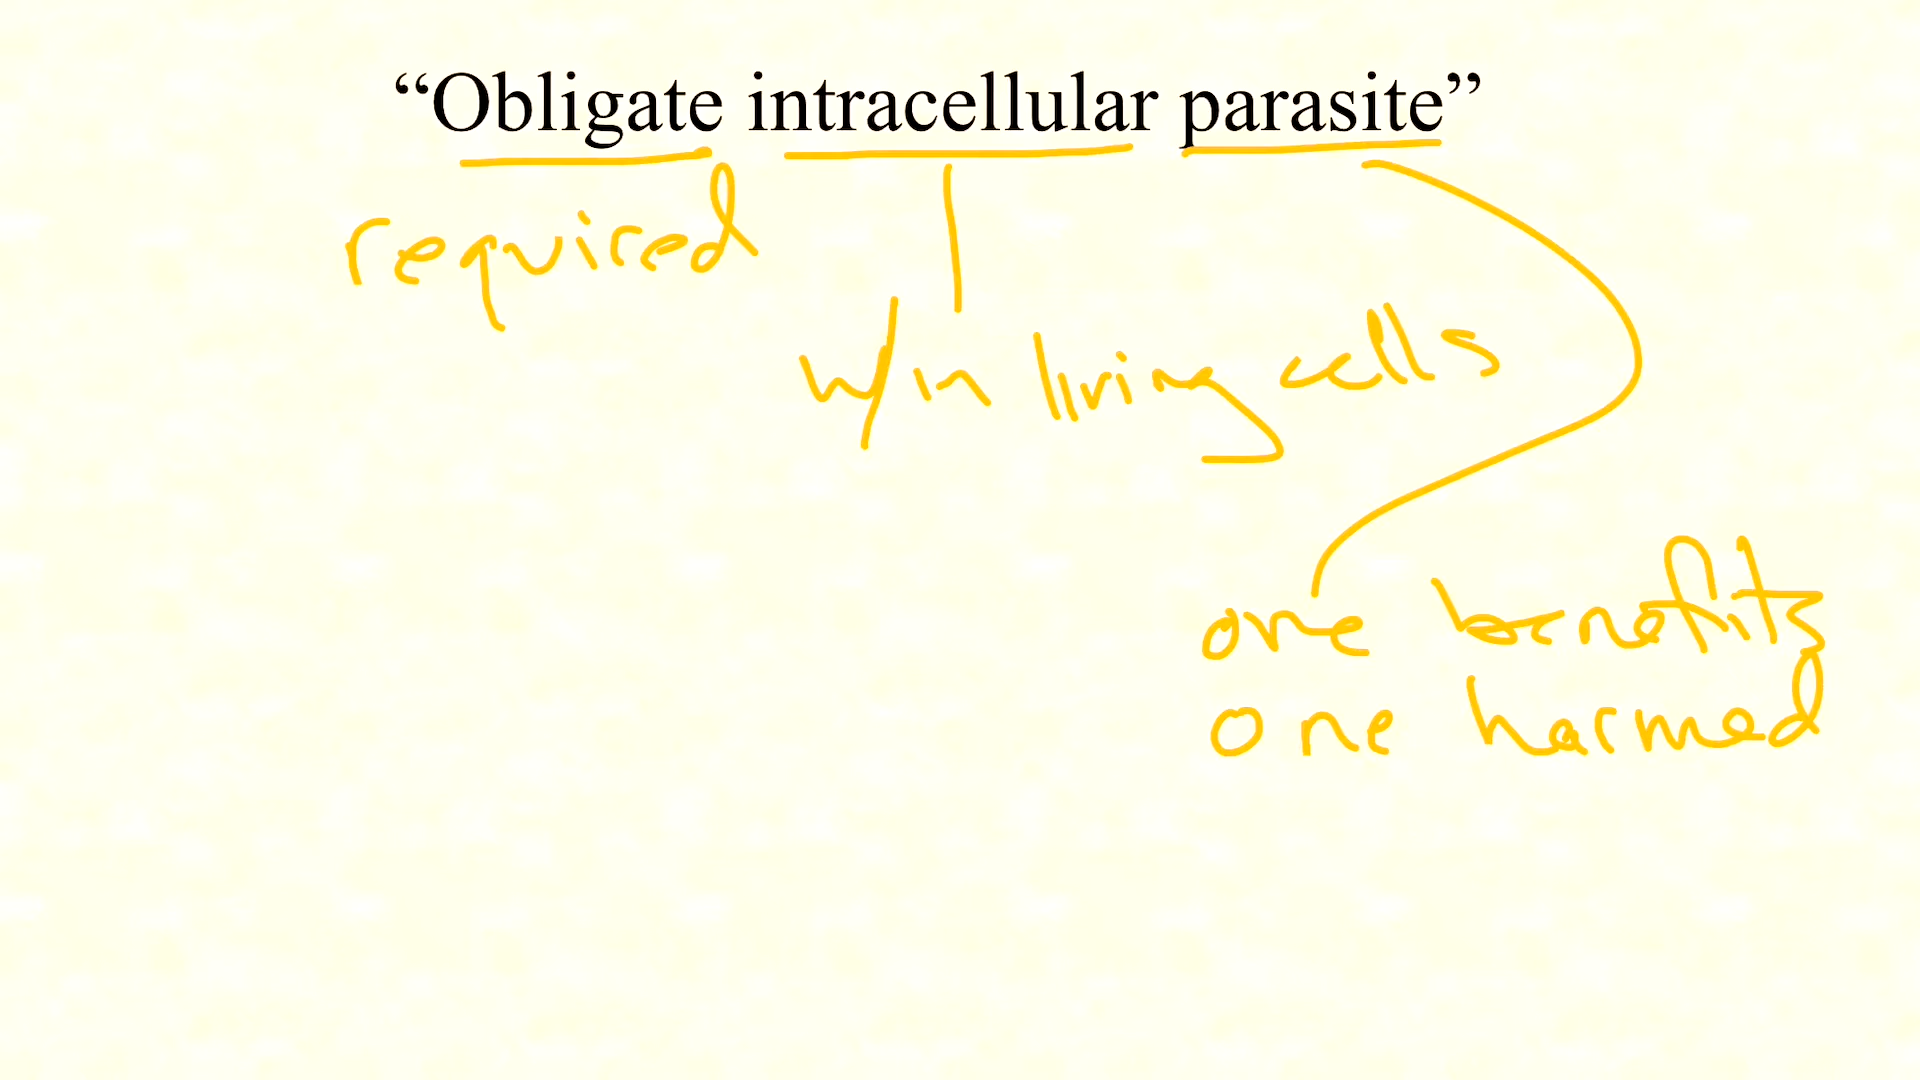 “Obligate intracellular parasite”
required
w/in living cells
one benefits
one harmed